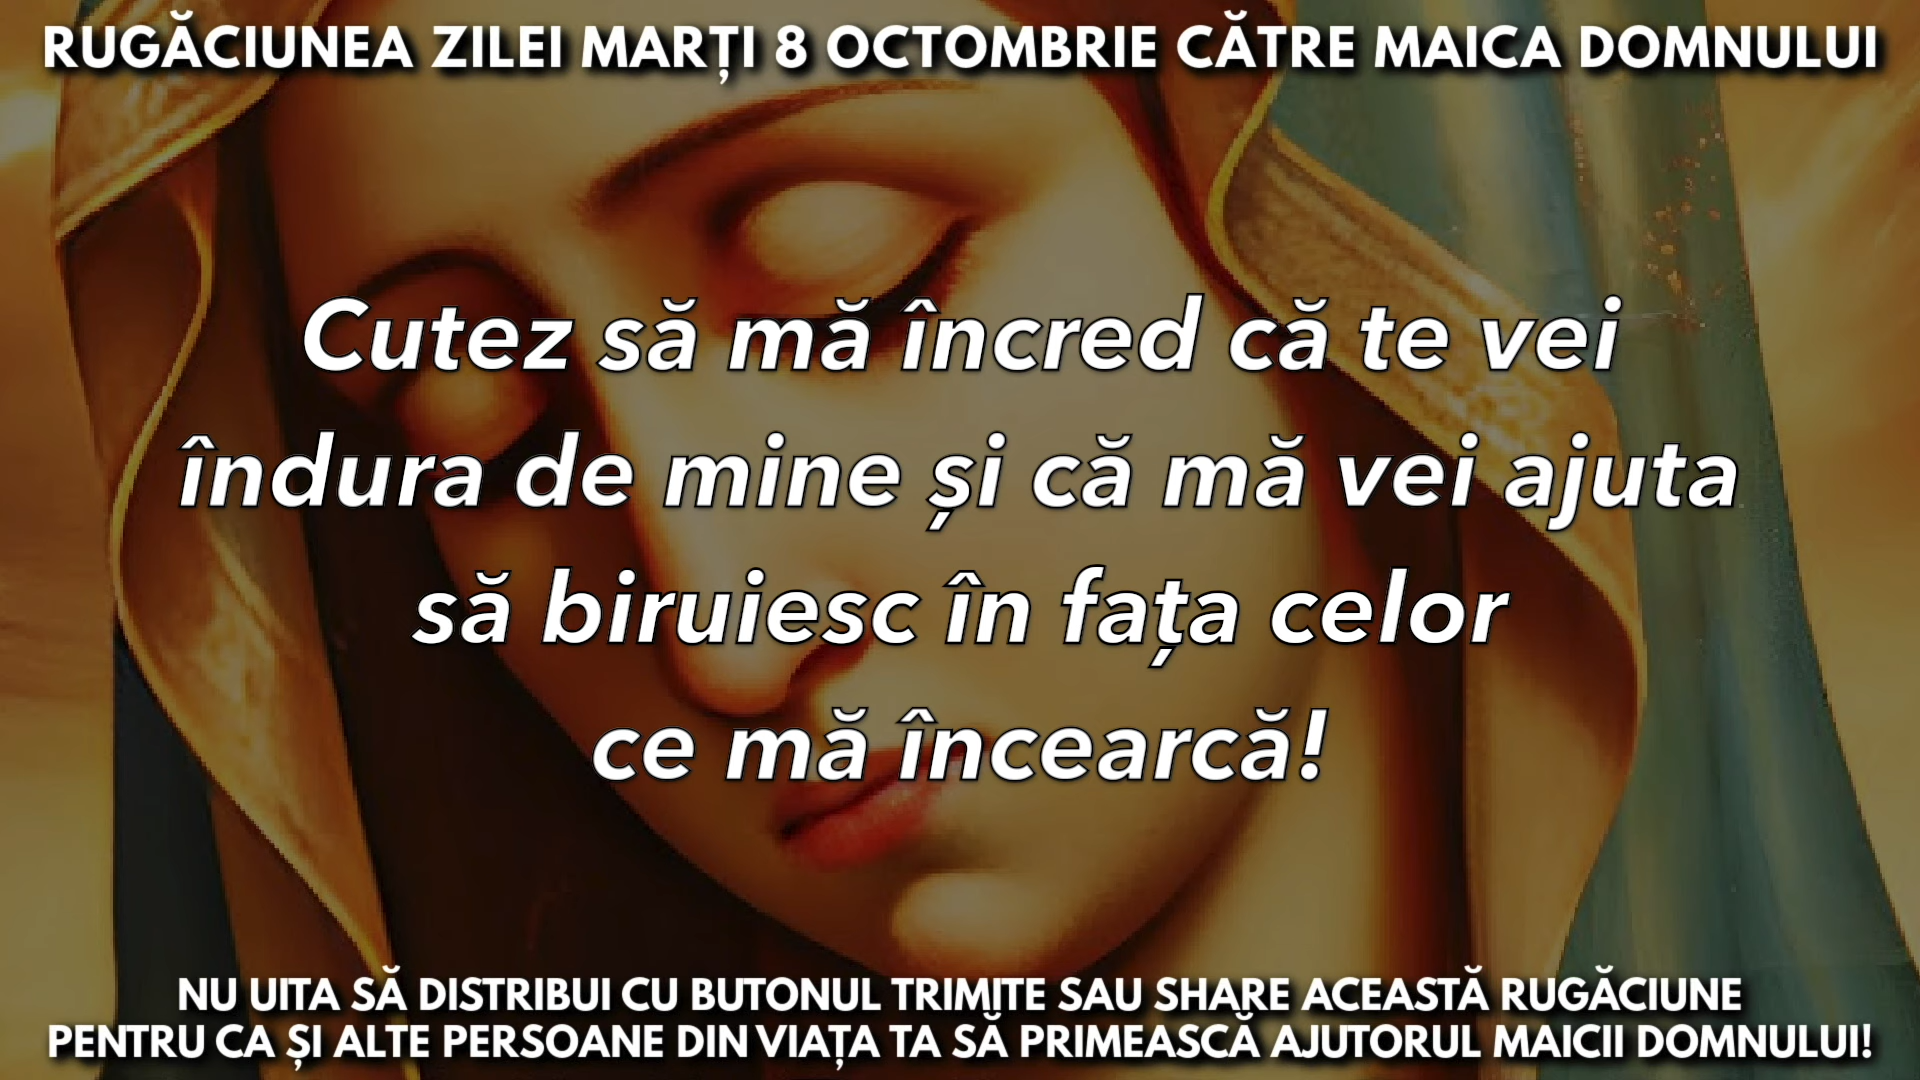 RUGĂCIUNEA ZILEI MARȚI 8 OCTOMBRIE CĂTRE MAICA DOMNULUI
Cutez să mă încred că te vei
îndura de mine și că mă vei ajuta
să biruiesc în fața celor
ce mă încearcă!
NU UITA SĂ DISTRIBUI CU BUTONUL TRIMITE SAU SHARE ACEASTĂ RUGĂCIUNE
PENTRU CA ȘI ALTE PERSOANE DIN VIAȚA TA SĂ PRIMEASCĂ AJUTORUL MAICII DOMNULUI!